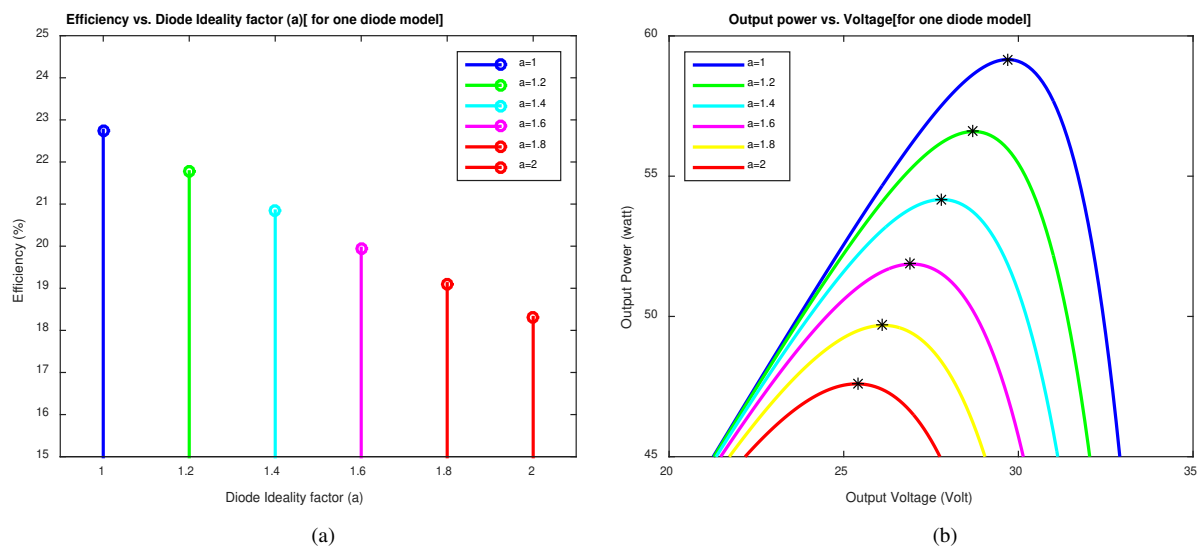 Efficiency vs. Diode Ideality factor (a)[ for one diode model]
25
24
23
22
21
20
19
18
17
16
15
Efficiency (%)
1
1.2
1.4
1.6
1.8
2
Diode Ideality factor (a)
a=1
a=1.2
a=1.4
a=1.6
a=1.8
a=2
(a)
Output power vs. Voltage[for one diode model]
60
55
50
45
Output Power (watt)
20
25
30
35
Output Voltage (Volt)
a=1
a=1.2
a=1.4
a=1.6
a=1.8
a=2
(b)